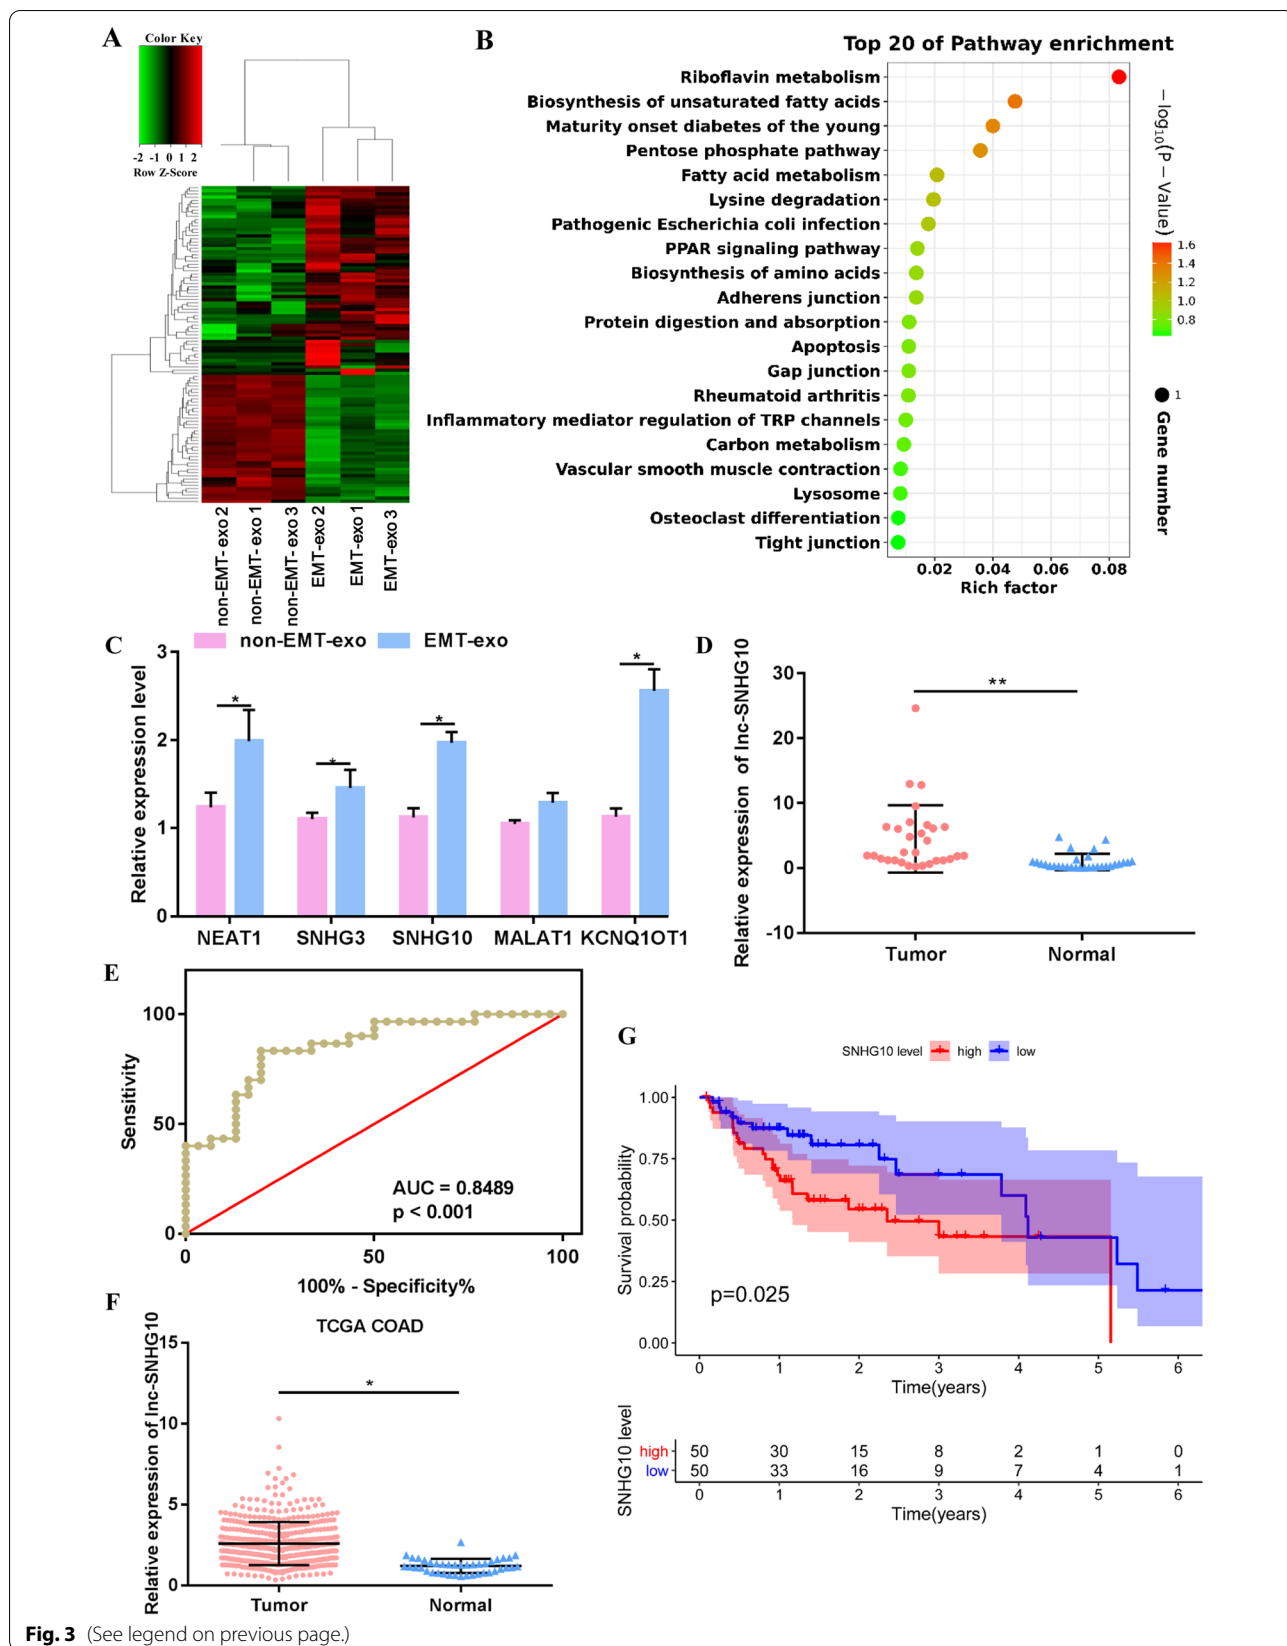 A
Color Key
-2 -1 0 1 2
Row Z-Score
non-EMT-exo 2
non-EMT-exo 1
non-EMT-exo 3
EMT-exo 2
EMT-exo 1
EMT-exo 3
B
Top 20 of Pathway enrichment
Riboflavin metabolism
Biosynthesis of unsaturated fatty acids
Maturity onset diabetes of the young
Pentose phosphate pathway
Fatty acid metabolism
Lysine degradation
Pathogenic Escherichia coli infection
PPAR signaling pathway
Biosynthesis of amino acids
Adherens junction
Protein digestion and absorption
Apoptosis
Gap junction
Rheumatoid arthritis
Inflammatory mediator regulation of TRP channels
Carbon metabolism
Vascular smooth muscle contraction
Lysosome
Osteoclast differentiation
Tight junction
0.02 0.04 0.06 0.08
Rich factor
−log10(P − Value)
1.6
1.4
1.2
1.0
0.8
1
Gene number
C
non-EMT-exo EMT-exo
Relative expression level
3
2
1
0
* * * *
NEAT1 SNHG3 SNHG10 MALAT1 KCNQ1OT1
D
Relative expression of lnc-SNHG10
30
20
10
0
-10
**
Tumor Normal
E
Sensitivity
100
50
0
AUC = 0.8489
p < 0.001
0 50 100
100% - Specificity%
F
TCGA COAD
Relative expression of lnc-SNHG10
15
10
5
0
*
Tumor Normal
G
SNHG10 level high low
Survival probability
1.00
0.75
0.50
0.25
0.00
p=0.025
0 1 2 3 4 5 6
Time(years)
SNHG10 level
high 50 30 15 8 2 1 0
low 50 33 16 9 7 4 1
0 1 2 3 4 5 6
Time(years)
Fig. 3 (See legend on previous page.)